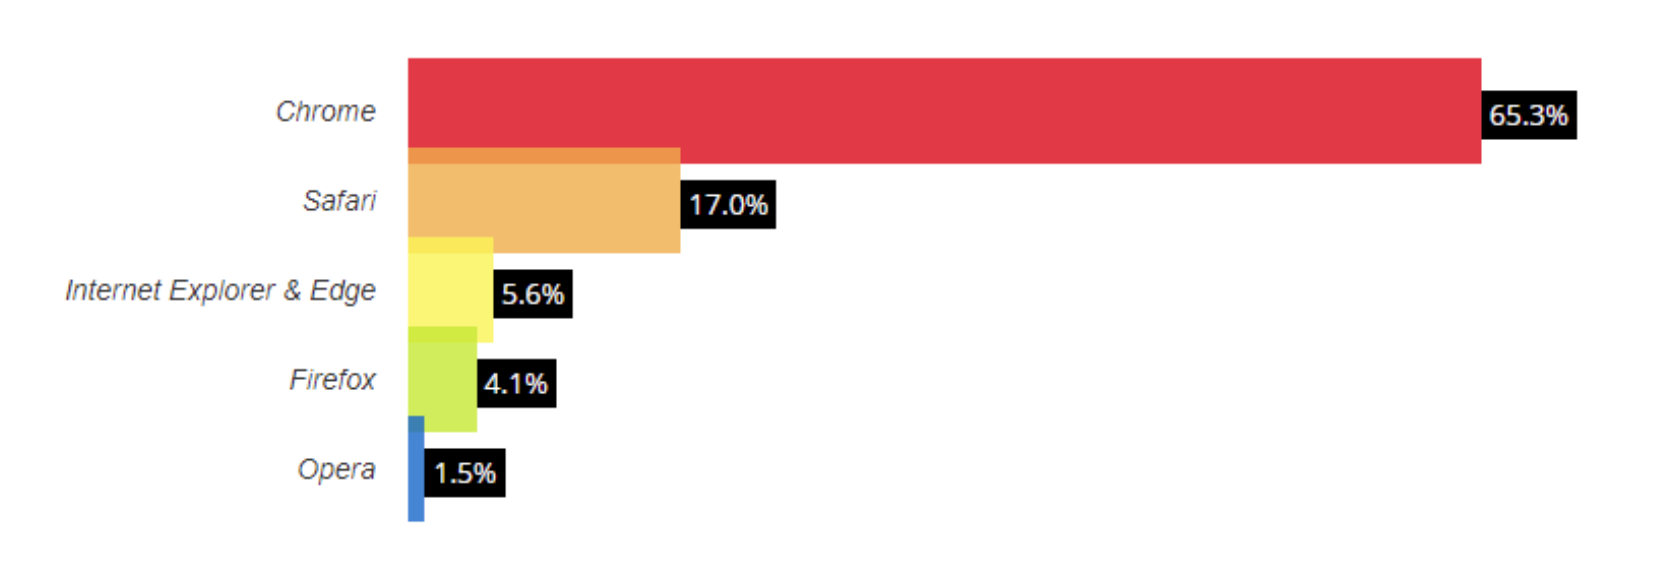 Chrome 65.3%
Safari 17.0%
Internet Explorer & Edge 5.6%
Firefox 4.1%
Opera 1.5%